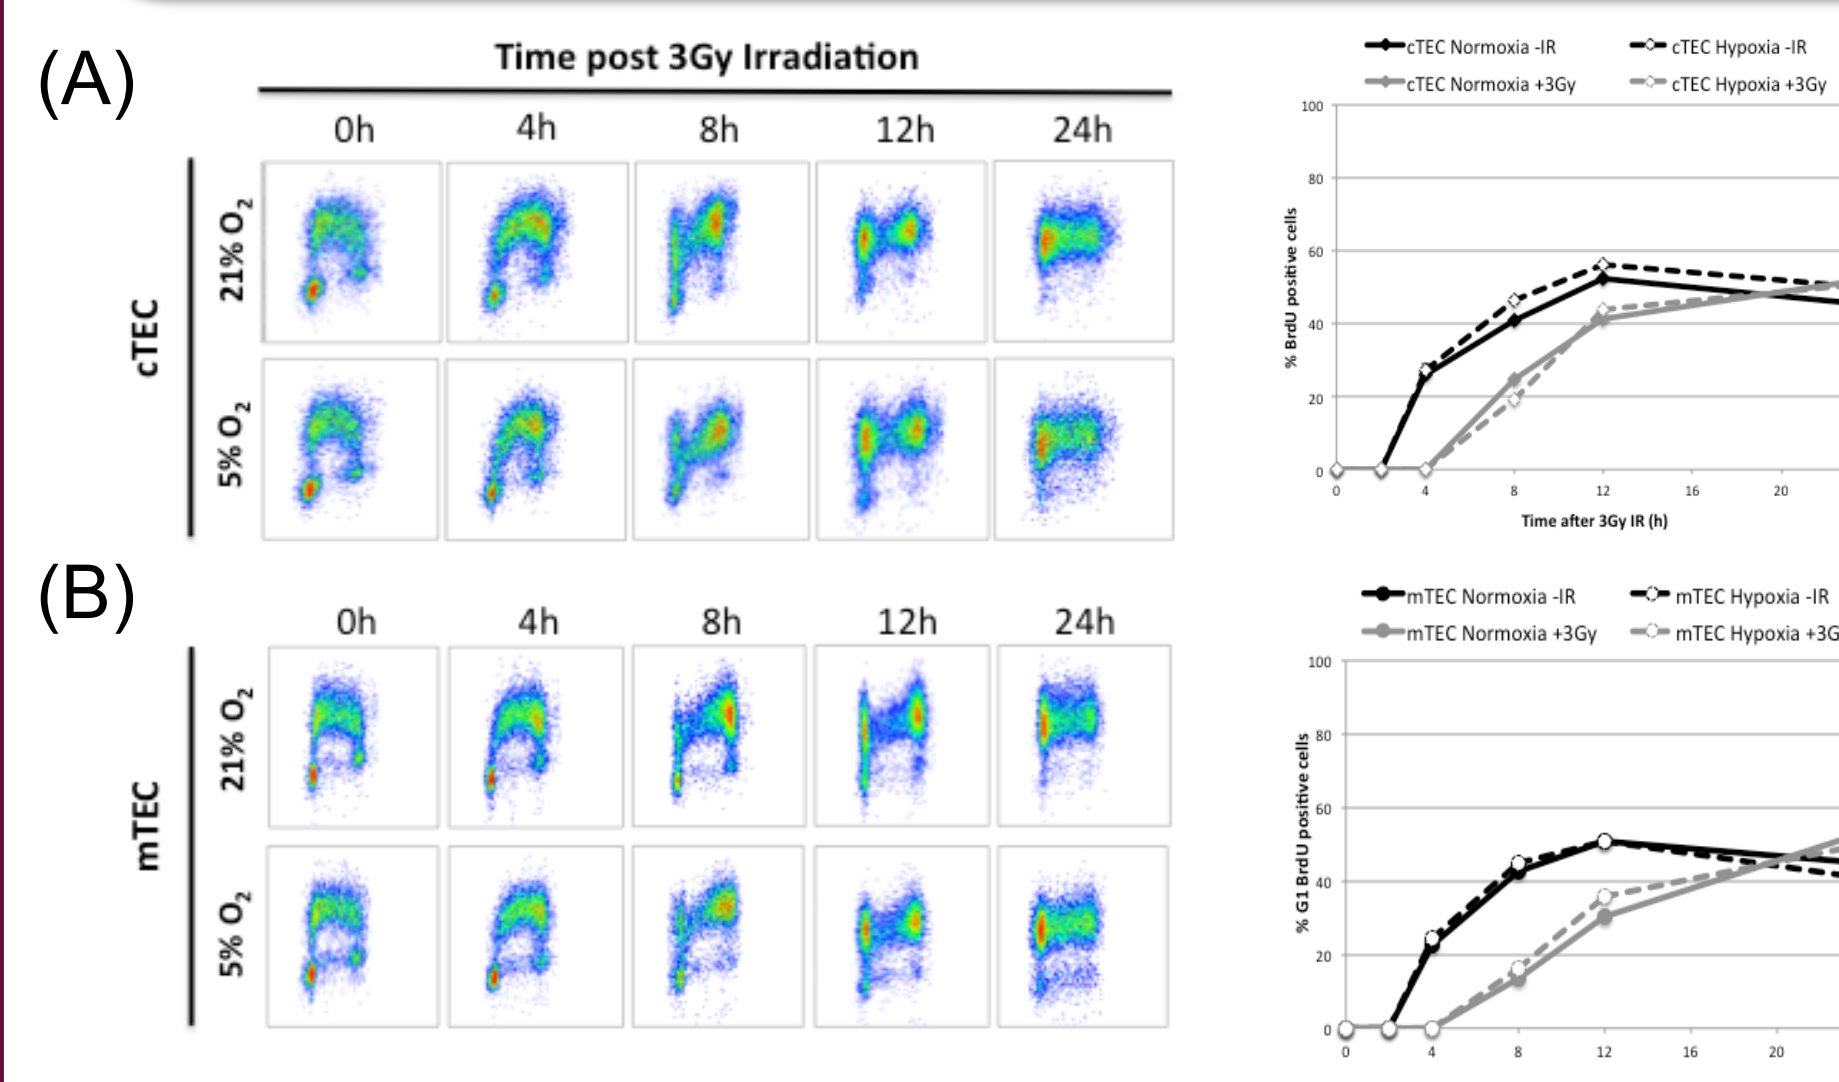 (A)
Time post 3Gy Irradiation
0h 4h 8h 12h 24h
cTEC
21% O2
5% O2
cTEC Normoxia -IR
cTEC Hypoxia -IR
cTEC Normoxia +3Gy
cTEC Hypoxia +3Gy
% BrdU positive cells
100
80
60
40
20
0
0 4 8 12 16 20
Time after 3Gy IR (h)
(B)
0h 4h 8h 12h 24h
mTEC
21% O2
5% O2
mTEC Normoxia -IR
mTEC Hypoxia -IR
mTEC Normoxia +3Gy
mTEC Hypoxia +3G
% G1 BrdU positive cells
100
80
60
40
20
0
0 4 8 12 16 20